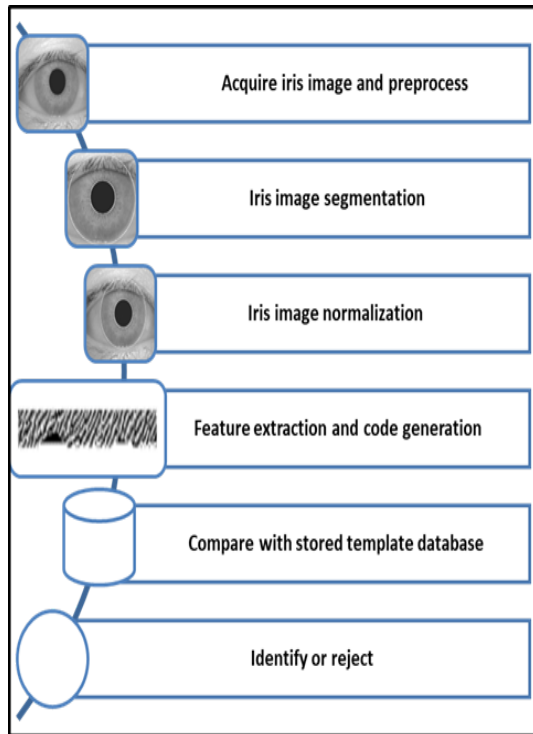 Acquire iris image and preprocess
Iris image segmentation
Iris image normalization
Feature extraction and code generation
Compare with stored template database
Identify or reject